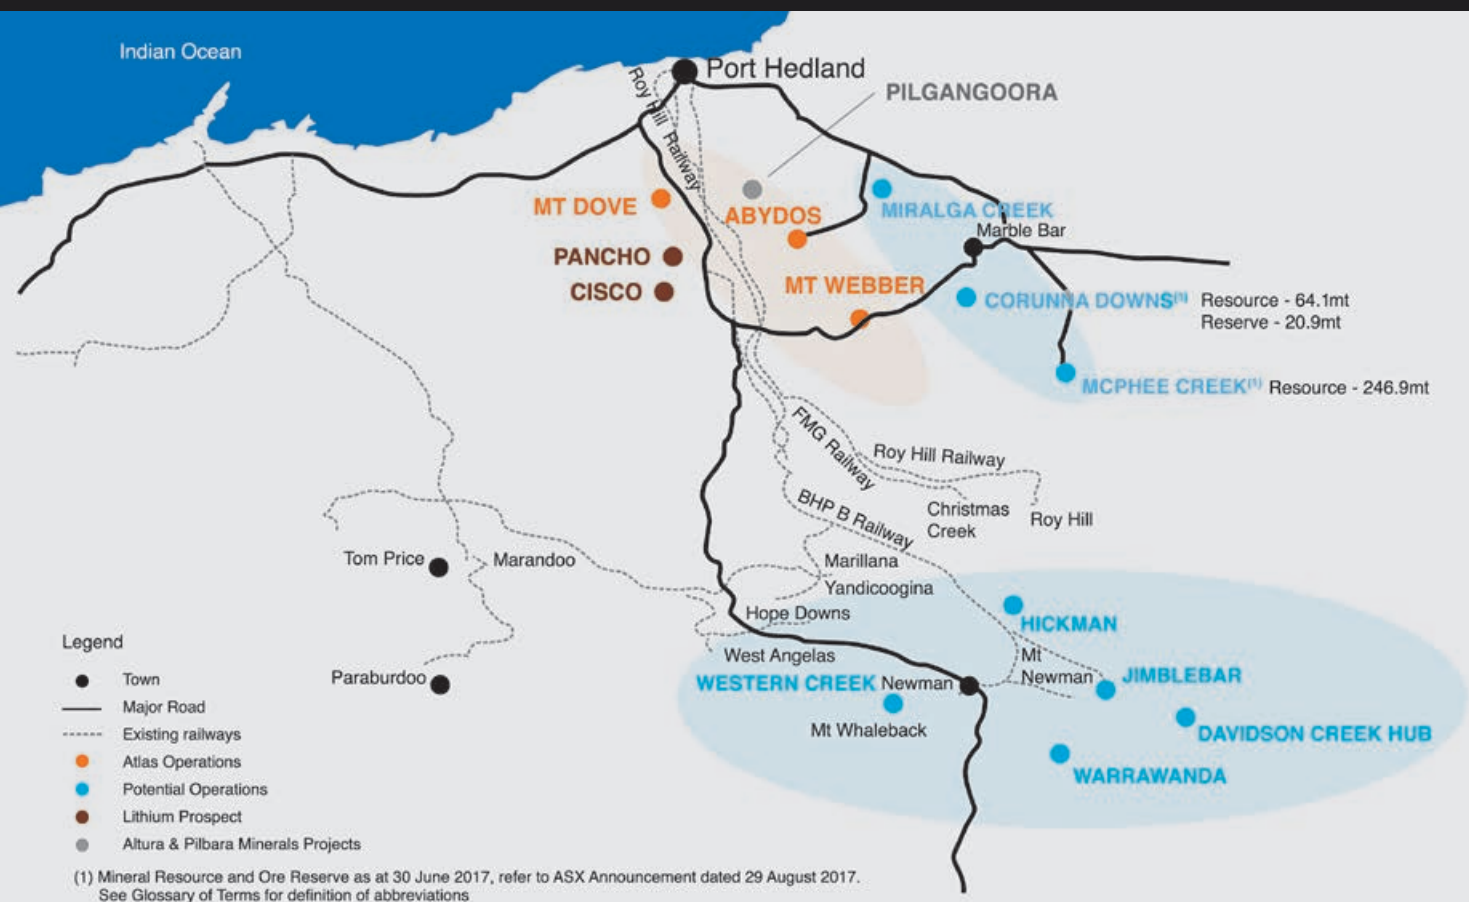 Indian Ocean
Port Hedland
Roy Hill Railway
PILGANGOORA
MT DOVE
ABYDOS
MIRALGA CREEK
Marble Bar
PANCHO
CISCO
MT WEBBER
CORUNNA DOWNS(1) Resource - 64.1mt
Reserve - 20.9mt
MCPHEE CREEK(1) Resource - 246.9mt
FMG Railway
Roy Hill Railway
BHP B Railway
Christmas
Creek
Roy Hill
Tom Price
Marandoo
Marillana
Yandicoogina
Hope Downs
HICKMAN
West Angelas
Mt
Newman
Paraburdoo
WESTERN CREEK
Newman
JIMBLEBAR
Mt Whaleback
DAVIDSON CREEK HUB
WARRAWANDA
Legend
Town
Major Road
Existing railways
Atlas Operations
Potential Operations
Lithium Prospect
Altura & Pilbara Minerals Projects
(1) Mineral Resource and Ore Reserve as at 30 June 2017, refer to ASX Announcement dated 29 August 2017.
See Glossary of Terms for definition of abbreviations